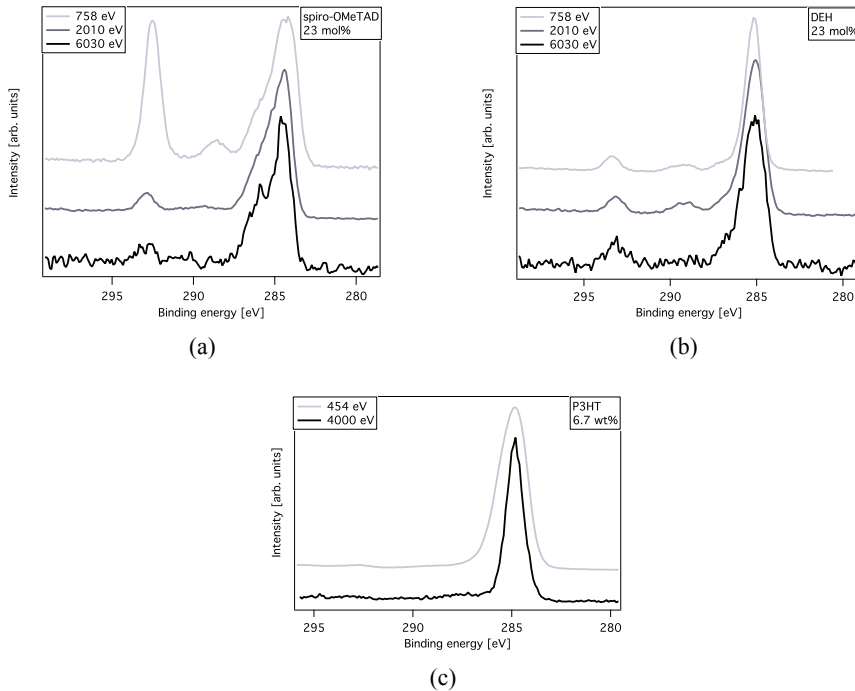 758 eV
2010 eV
6030 eV
spiro-OMeTAD
23 mol%
Intensity [arb. units]
295 290 285 280
Binding energy [eV]
(a)
758 eV
2010 eV
6030 eV
DEH
23 mol%
Intensity [arb. units]
295 290 285 280
Binding energy [eV]
(b)
454 eV
4000 eV
P3HT
6.7 wt%
Intensity [arb. units]
295 290 285 280
Binding energy [eV]
(c)